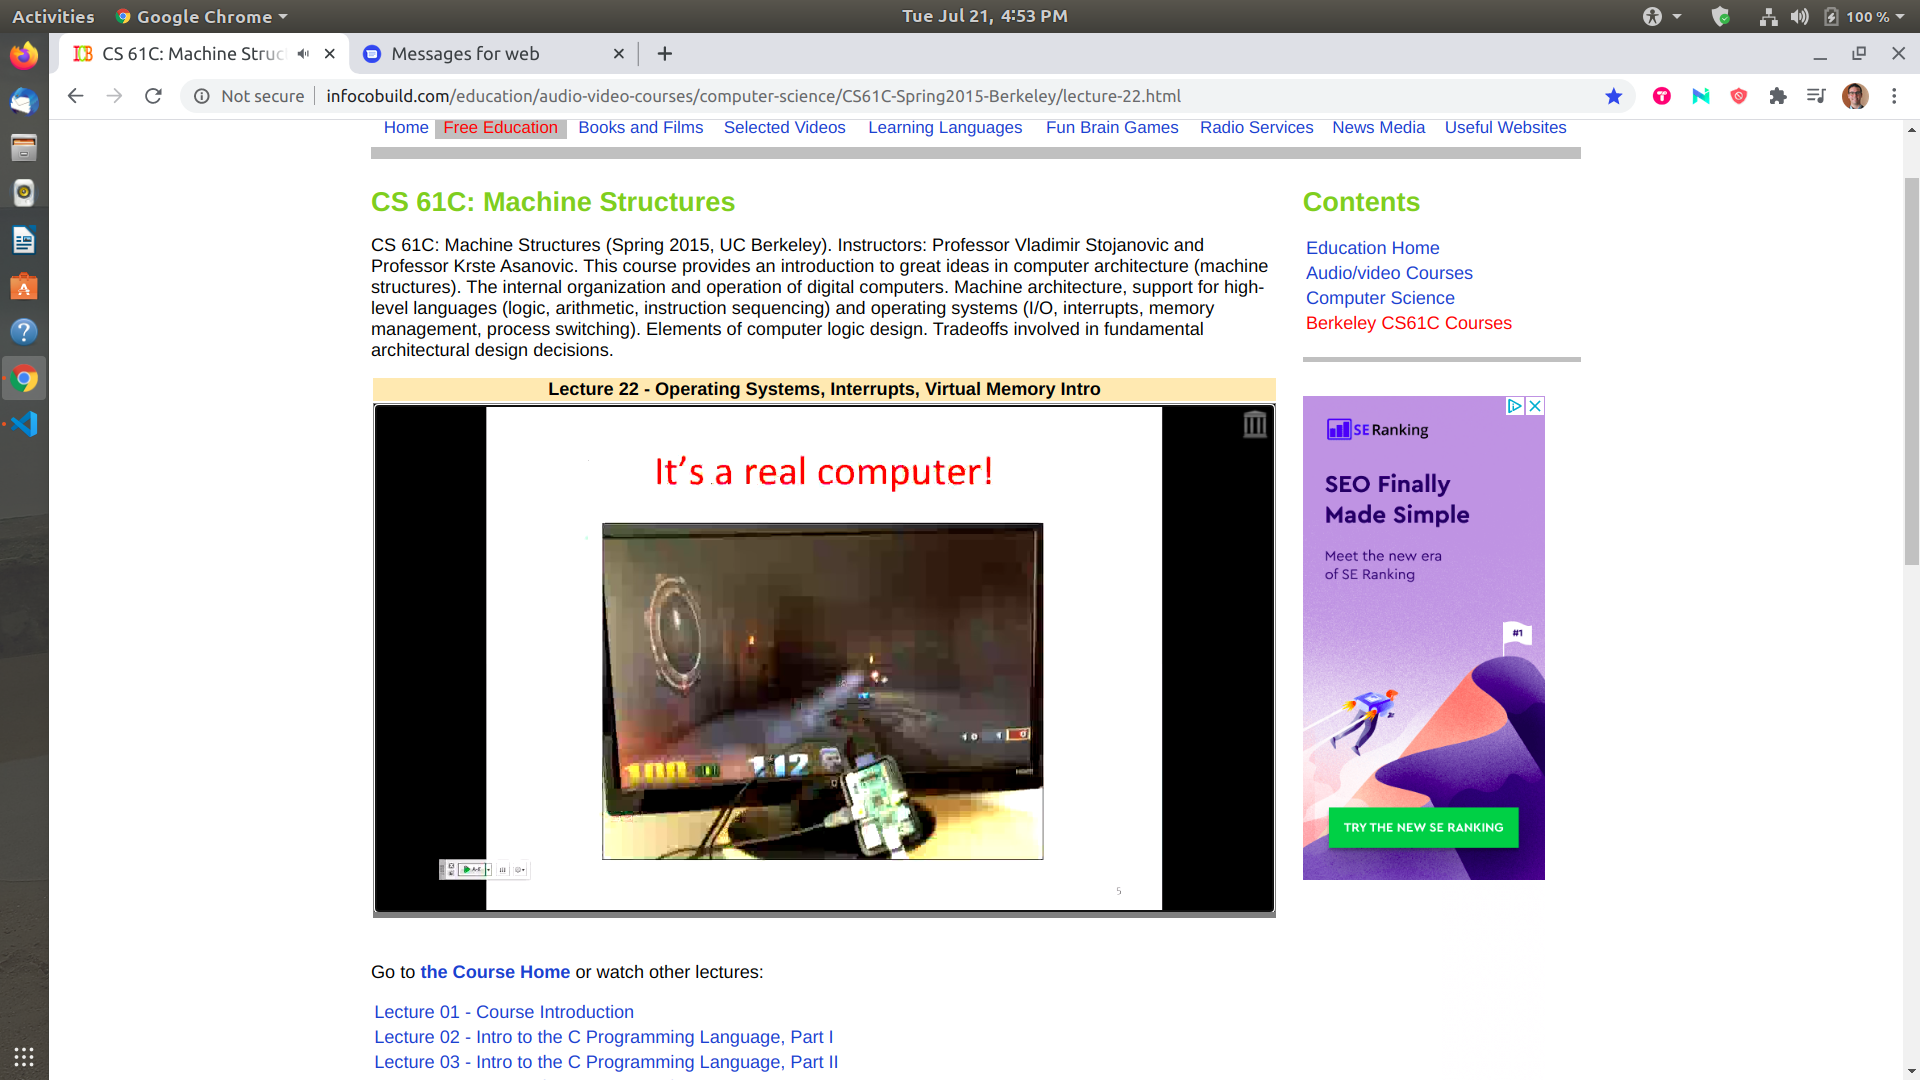 Activities Google Chrome Tue Jul 21, 4:53 PM 100 %
CS 61C: Machine Struc Messages for web
Not secure infocobuild.com/education/audio-video-courses/computer-science/CS61C-Spring2015-Berkeley/lecture-22.html
Home Free Education Books and Films Selected Videos Learning Languages Fun Brain Games Radio Services News Media Useful Websites
CS 61C: Machine Structures
CS 61C: Machine Structures (Spring 2015, UC Berkeley). Instructors: Professor Vladimir Stojanovic and
Professor Krste Asanovic. This course provides an introduction to great ideas in computer architecture (machine
structures). The internal organization and operation of digital computers. Machine architecture, support for high-
level languages (logic, arithmetic, instruction sequencing) and operating systems (I/O, interrupts, memory
management, process switching). Elements of computer logic design. Tradeoffs involved in fundamental
architectural design decisions.
Lecture 22 - Operating Systems, Interrupts, Virtual Memory Intro
It's a real computer!
100 112
5
Go to the Course Home or watch other lectures:
Lecture 01 - Course Introduction
Lecture 02 - Intro to the C Programming Language, Part I
Lecture 03 - Intro to the C Programming Language, Part II
Contents
Education Home
Audio/video Courses
Computer Science
Berkeley CS61C Courses
SE Ranking
SEO Finally
Made Simple
Meet the new era
of SE Ranking
#1
TRY THE NEW SE RANKING